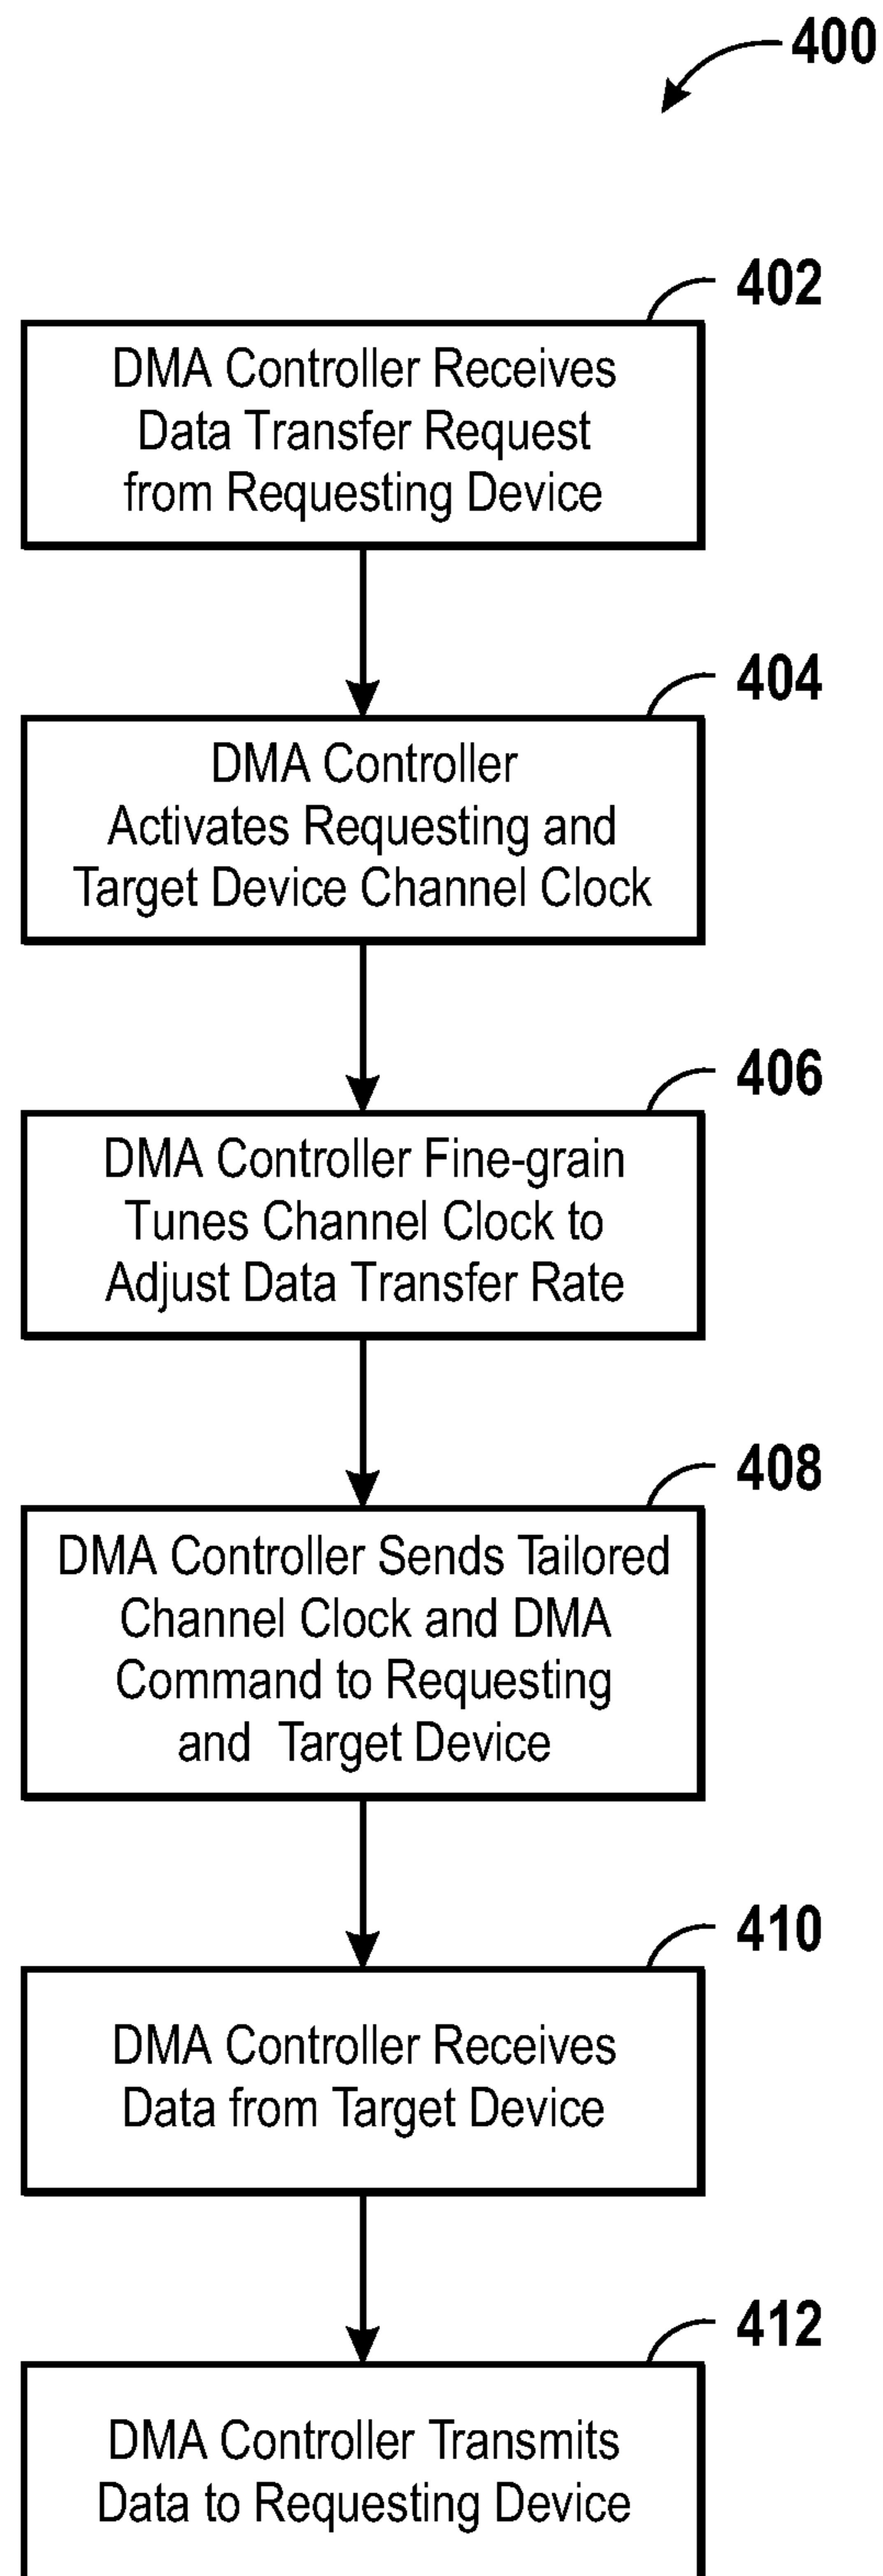 400
402
DMA Controller Receives
Data Transfer Request
from Requesting Device
404
DMA Controller
Activates Requesting and
Target Device Channel Clock
406
DMA Controller Fine-grain
Tunes Channel Clock to
Adjust Data Transfer Rate
408
DMA Controller Sends Tailored
Channel Clock and DMA
Command to Requesting
and Target Device
410
DMA Controller Receives
Data from Target Device
412
DMA Controller Transmits
Data to Requesting Device